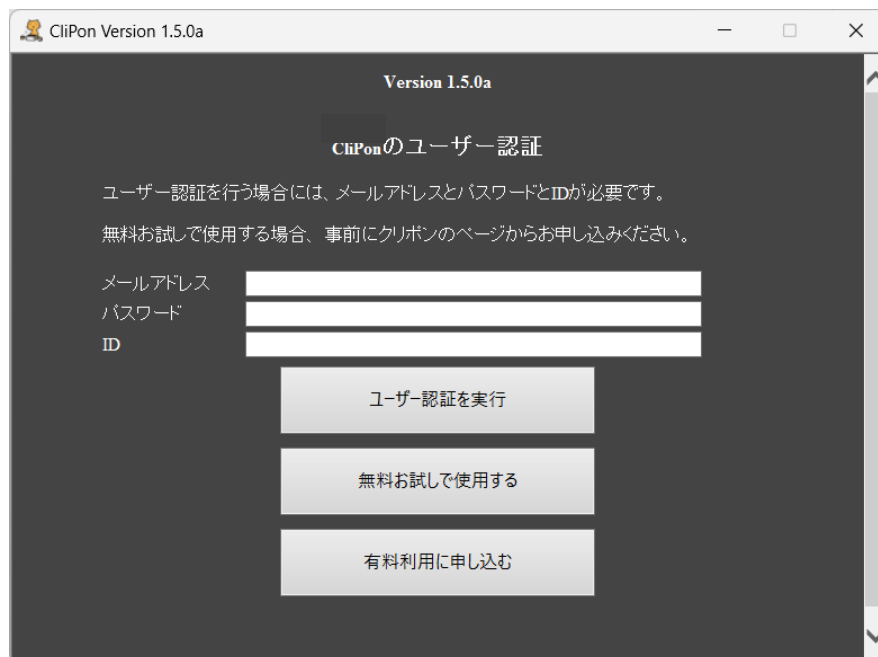 CliPon Version 1.5.0a
Version 1.5.0a
CliPonのユーザー認証
ユーザー認証を行う場合には、メールアドレスとパスワードとIDが必要です。
無料お試しで使用する場合、事前にクリポンのページからお申し込みください。
メールアドレス
パスワード
ID
ユーザー認証を実行
無料お試しで使用する
有料利用に申し込む